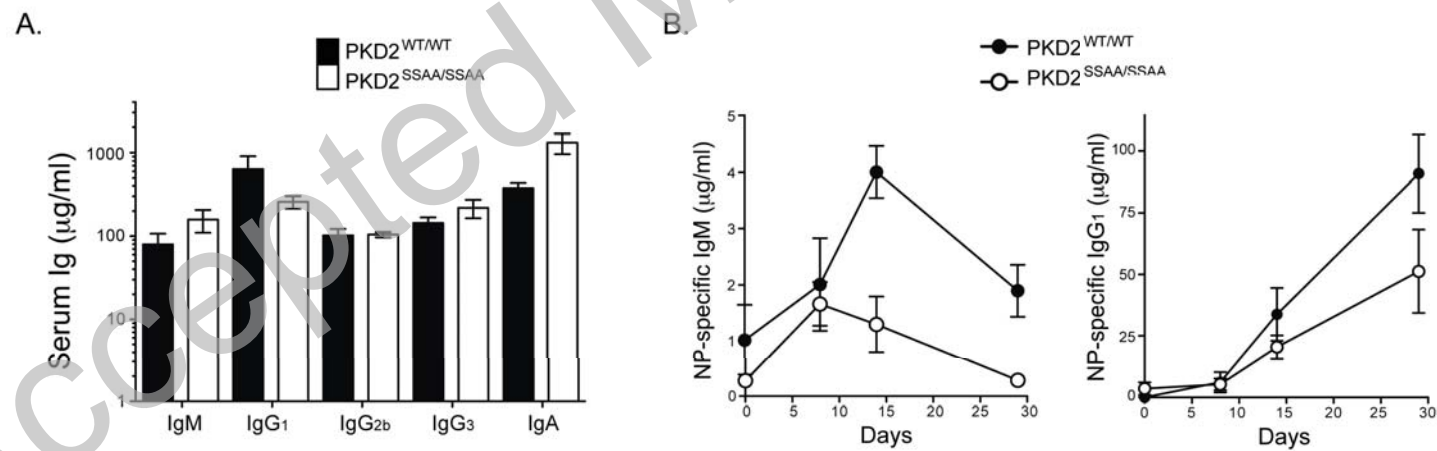 A.
PKD2WT/WT
PKD2SSAA/SSAA
Serum Ig (µg/ml)
1000
100
10
1
IgM IgG1 IgG2b IgG3 IgA
B.
PKD2WT/WT
PKD2SSAA/SSAA
NP-specific IgM (µg/ml)
5
4
3
2
1
0
0 5 10 15 20 25 30
Days
NP-specific IgG1 (µg/ml)
100
75
50
25
0
0 5 10 15 20 25 30
Days
ccepted M